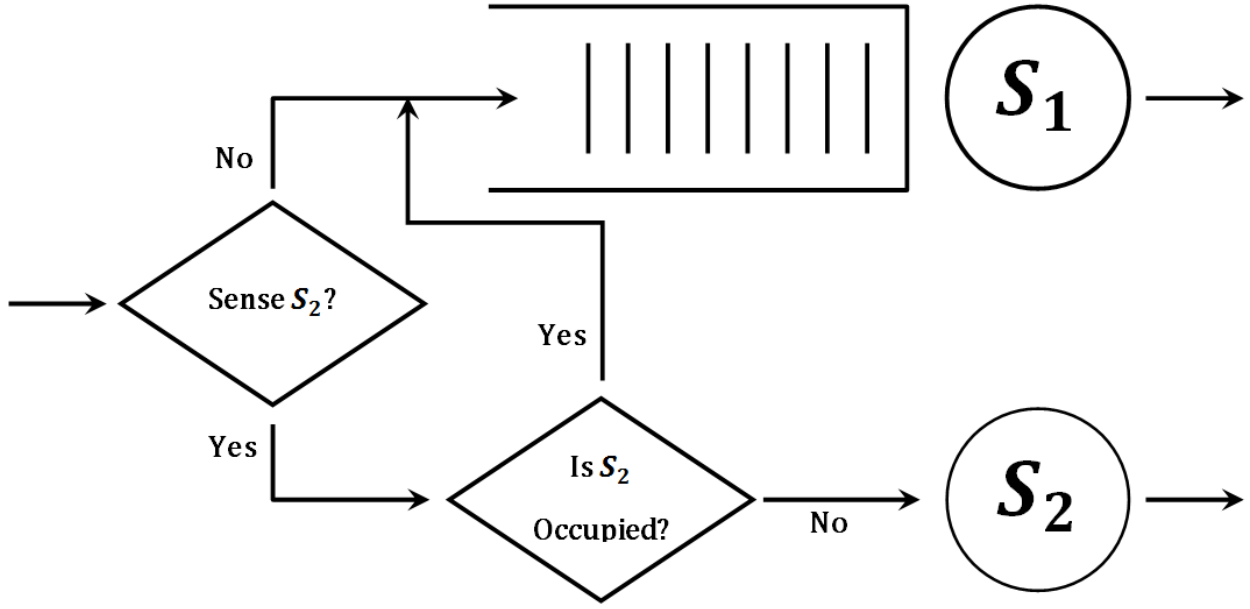 S₁
No
Sense S₂?
Yes
Yes
Is S₂
Occupied?
No
S₂